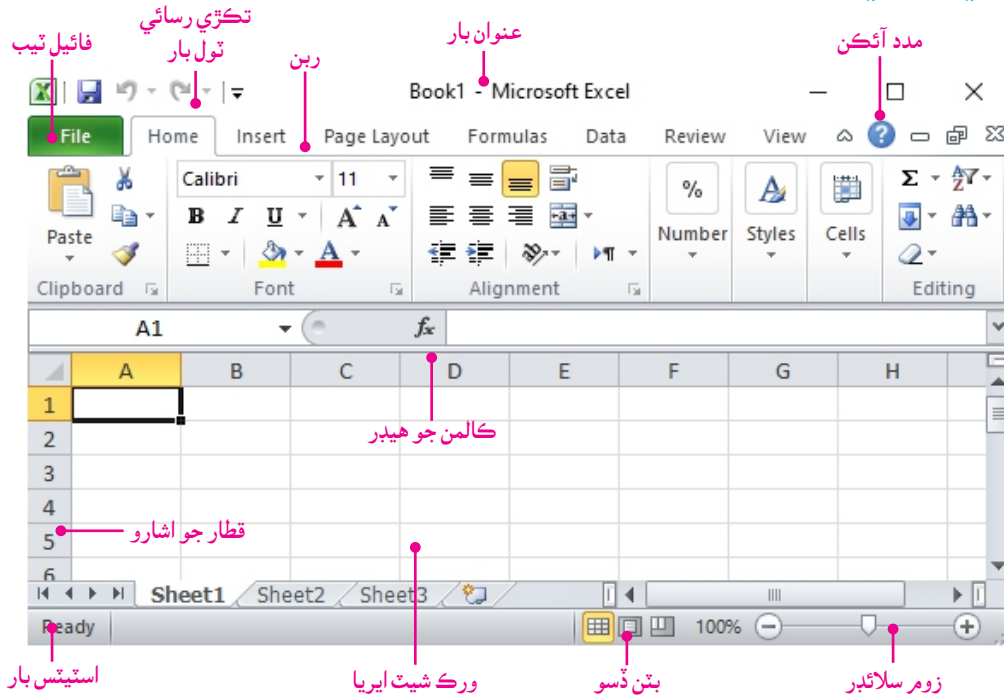 تڪڙي رسائي
ٽول بار
فائيل ٽيب
ربن
عنوان بار
مدد آئڪن
Book1 - Microsoft Excel
File Home Insert Page Layout Formulas Data Review View
Paste
Calibri 11
B I U A A
A
% Number
A Styles
Cells
Σ
Clipboard Font Alignment Editing
A1 fx
A B C D E F G H
1
2
3
4
5
6
ڪالمن جو هيڊر
قطار جو اشارو
Sheet1 Sheet2 Sheet3
Ready 100%
اسٽيٽس بار
ورڪ شيٽ ايريا
بٽن ڏسو
زوم سلائڊر